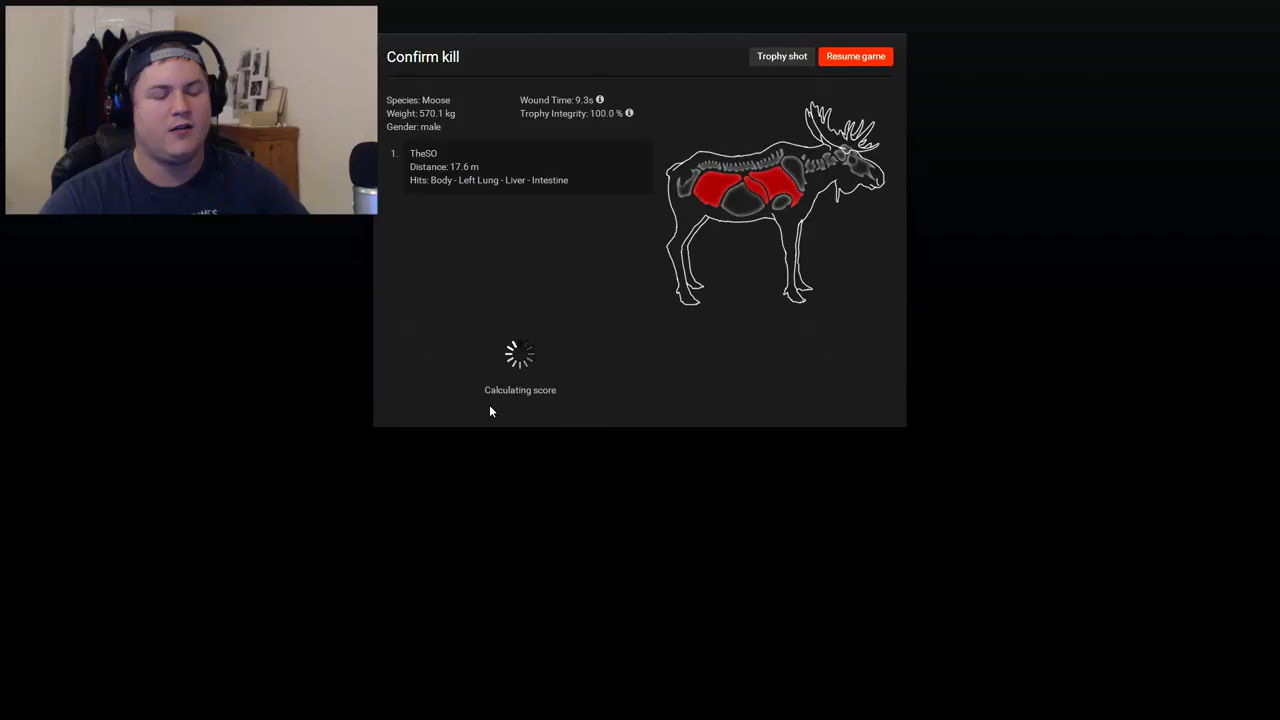 Confirm kill
Trophy shot
Resume game
Species: Moose
Wound Time: 9.3s
Weight: 570.1 kg
Trophy Integrity: 100.0 %
Gender: male
1.
TheSO
Distance: 17.6 m
Hits: Body - Left Lung - Liver - Intestine
Calculating score